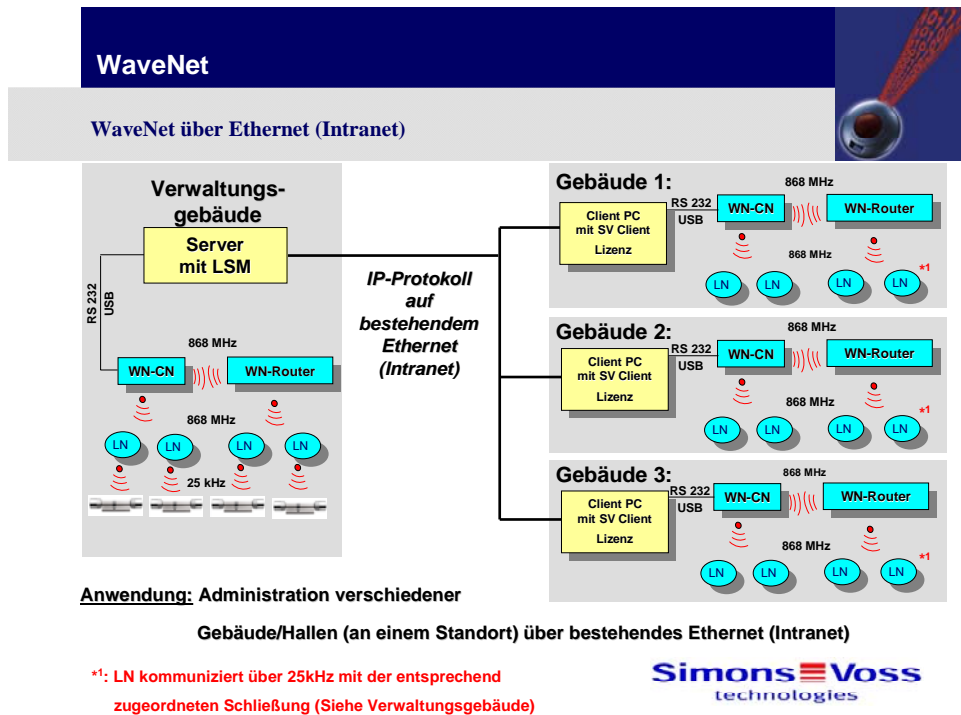 WaveNet
WaveNet über Ethernet (Intranet)
Verwaltungs-
gebäude
Server
mit LSM
RS 232
USB
868 MHz
WN-CN
WN-Router
868 MHz
LN
LN
LN
LN
25 kHz
IP-Protokoll
auf
bestehendem
Ethernet
(Intranet)
Gebäude 1:
Client PC
mit SV Client
Lizenz
RS 232
USB
WN-CN
868 MHz
WN-Router
868 MHz
LN
LN
LN
LN
*1
Gebäude 2:
Client PC
mit SV Client
Lizenz
RS 232
USB
WN-CN
868 MHz
WN-Router
868 MHz
LN
LN
LN
LN
*1
Gebäude 3:
Client PC
mit SV Client
Lizenz
RS 232
USB
WN-CN
868 MHz
WN-Router
868 MHz
LN
LN
LN
LN
*1
Anwendung: Administration verschiedener
Gebäude/Hallen (an einem Standort) über bestehendes Ethernet (Intranet)
*1: LN kommuniziert über 25kHz mit der entsprechend
zugeordneten Schließung (Siehe Verwaltungsgebäude)
Simons Voss
technologies